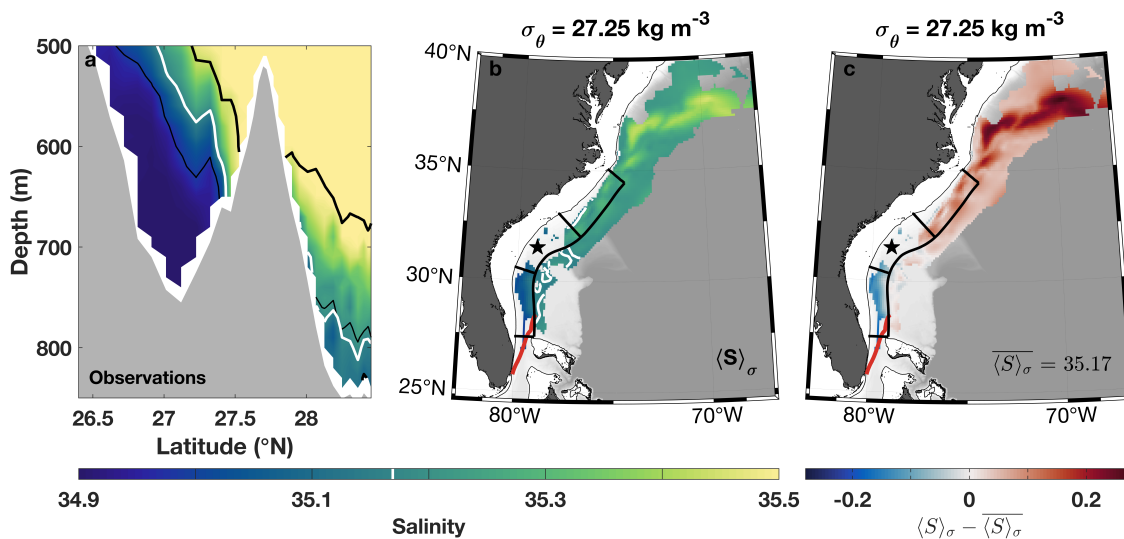 σθ = 27.25 kg m-3
σθ = 27.25 kg m-3
a
500
600
700
800
Depth (m)
Observations
26.5 27 27.5 28
Latitude (°N)
b
40°N
35°N
30°N
25°N
80°W 70°W
⟨S⟩σ
c
⟨S⟩σ = 35.17
80°W 70°W
34.9 35.1 35.3 35.5
Salinity
-0.2 0 0.2
⟨S⟩σ − ⟨S⟩σ